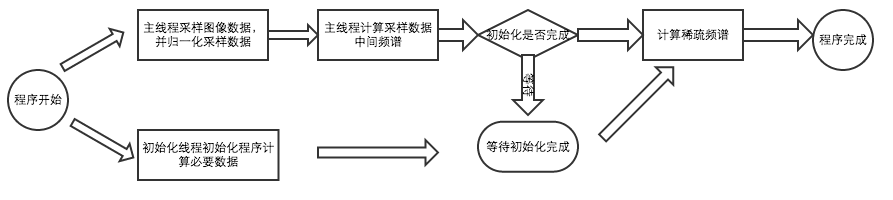 主线程采样图像数据，
并归一化采样数据
主线程计算采样数据
中间频谱
初始化是否完成
计算稀疏频谱
程序完成
程序开始
等待
初始化线程初始化程序计
算必要数据
等待初始化完成